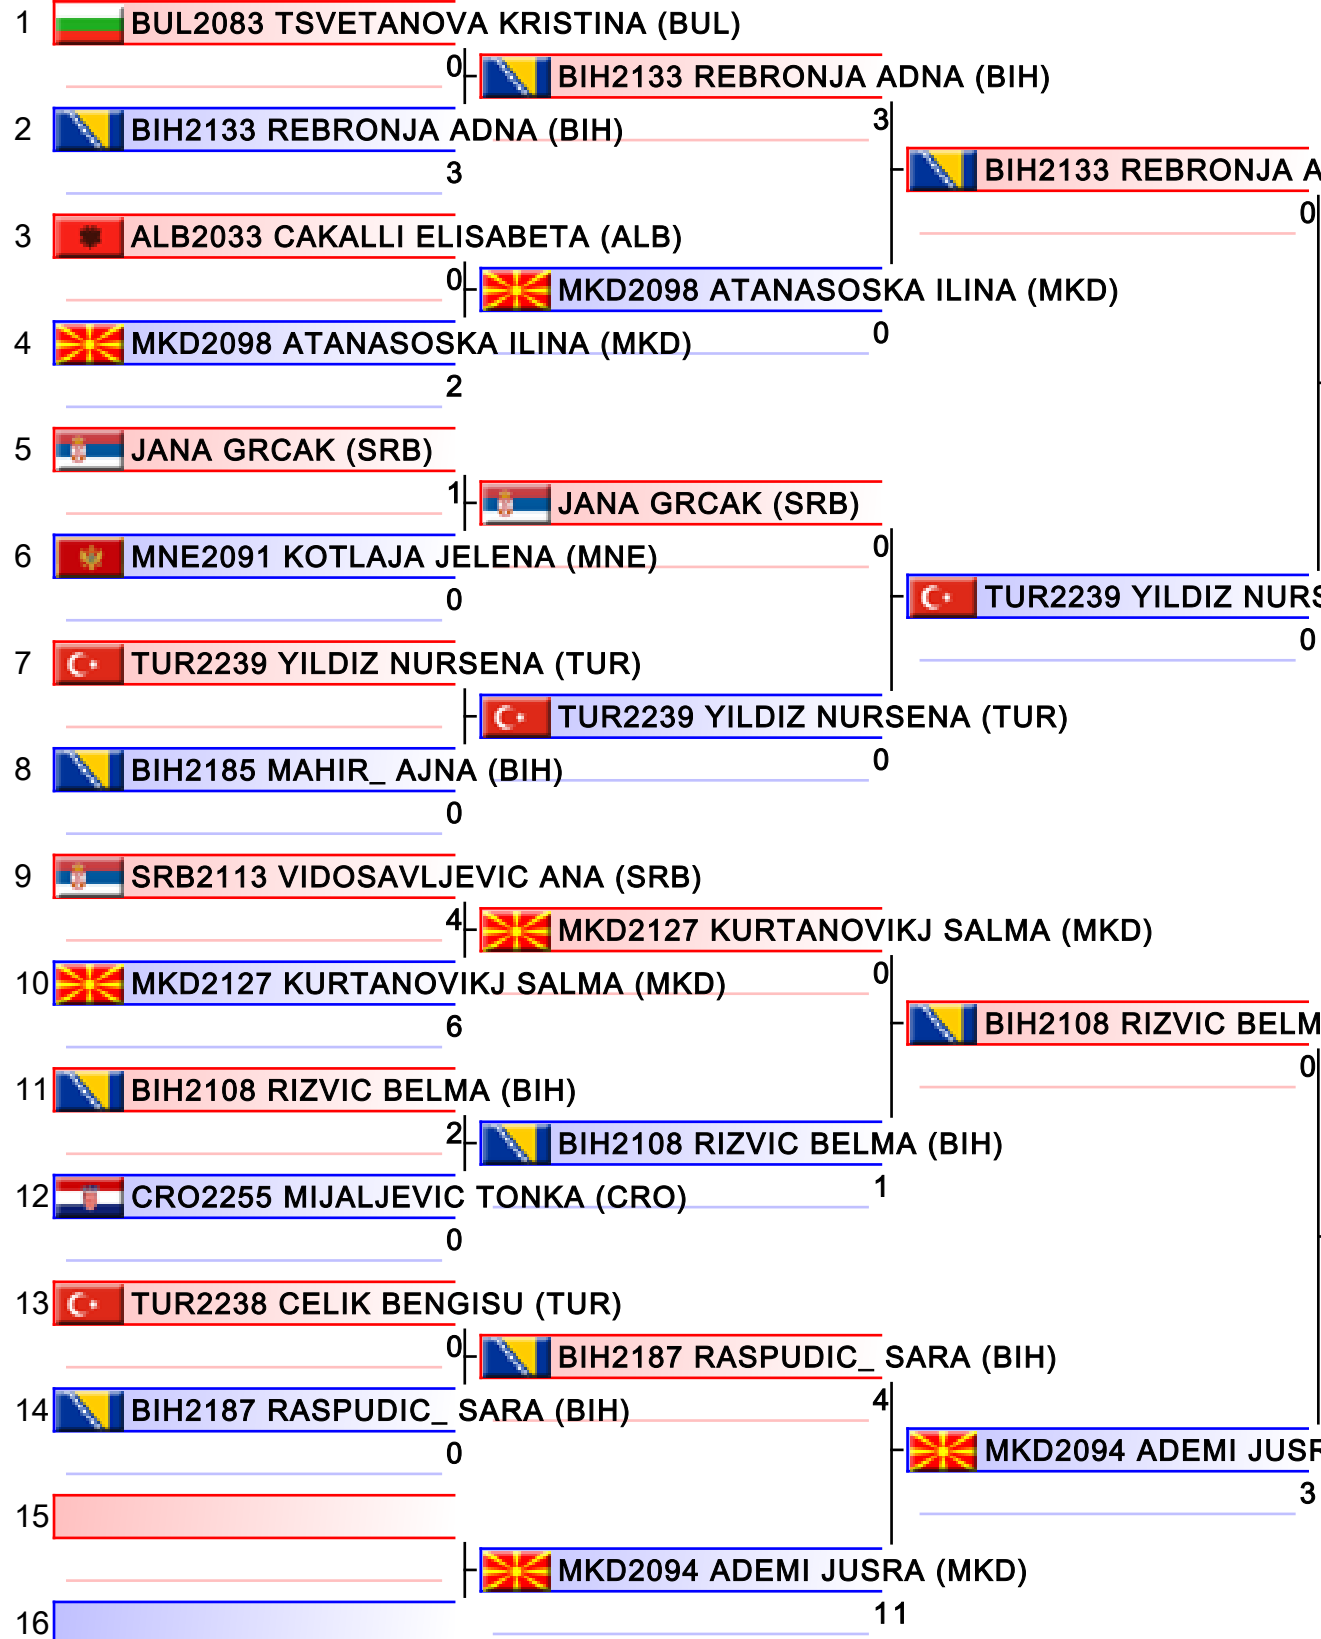 1 BUL2083 TSVETANOVA KRISTINA (BUL)
0 BIH2133 REBRONJA ADNA (BIH)
2 BIH2133 REBRONJA ADNA (BIH) 3
3 BIH2133 REBRONJA A
0
3 ALB2033 CAKALLI ELISABETA (ALB)
0 MKD2098 ATANASOSKA ILINA (MKD)
4 MKD2098 ATANASOSKA ILINA (MKD) 0
2
5 JANA GRCAK (SRB)
1 JANA GRCAK (SRB)
6 MNE2091 KOTLAJA JELENA (MNE) 0
0 TUR2239 YILDIZ NURS
0
7 TUR2239 YILDIZ NURSENA (TUR)
TUR2239 YILDIZ NURSENA (TUR)
8 BIH2185 MAHIR_ AJNA (BIH) 0
0
9 SRB2113 VIDOSAVLJEVIC ANA (SRB)
4 MKD2127 KURTANOVIKJ SALMA (MKD)
10 MKD2127 KURTANOVIKJ SALMA (MKD) 0
6 BIH2108 RIZVIC BELM
0
11 BIH2108 RIZVIC BELMA (BIH)
2 BIH2108 RIZVIC BELMA (BIH)
12 CRO2255 MIJALJEVIC TONKA (CRO) 1
0
13 TUR2238 CELIK BENGISU (TUR)
0 BIH2187 RASPUDIC_ SARA (BIH)
14 BIH2187 RASPUDIC_ SARA (BIH) 4
0 MKD2094 ADEMI JUSR
3
15
MKD2094 ADEMI JUSRA (MKD)
16 11